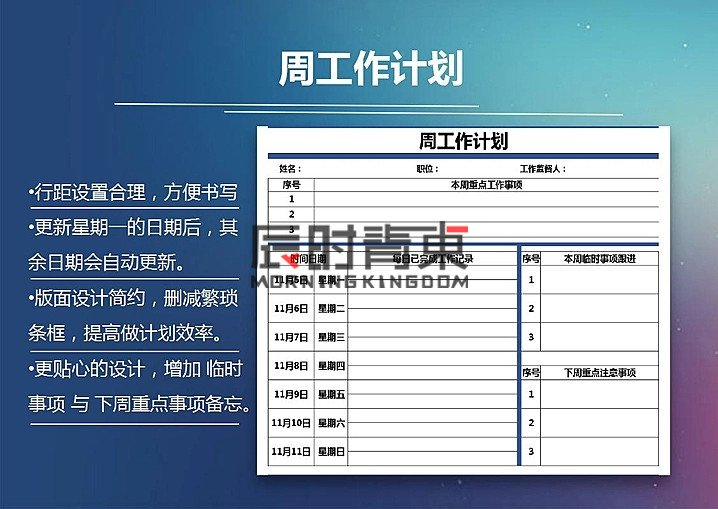 周工作计划
•行距设置合理，方便书写
•更新星期一的日期后，其
余日期会自动更新。
•版面设计简约，删减繁琐
条框，提高做计划效率。
•更贴心的设计，增加 临时
事项 与 下周重点事项备忘。
周工作计划
姓名： 职位： 工作监督人：
序号 本周重点工作事项
1
2
3
辰时青東
MORNINGKINGDOM
时间日期 每日已完成工作记录
11月5日 星期一
11月6日 星期二
11月7日 星期三
11月8日 星期四
11月9日 星期五
11月10日 星期六
11月11日 星期日
序号 本周临时事项跟进
1
2
3
序号 下周重点注意事项
1
2
3